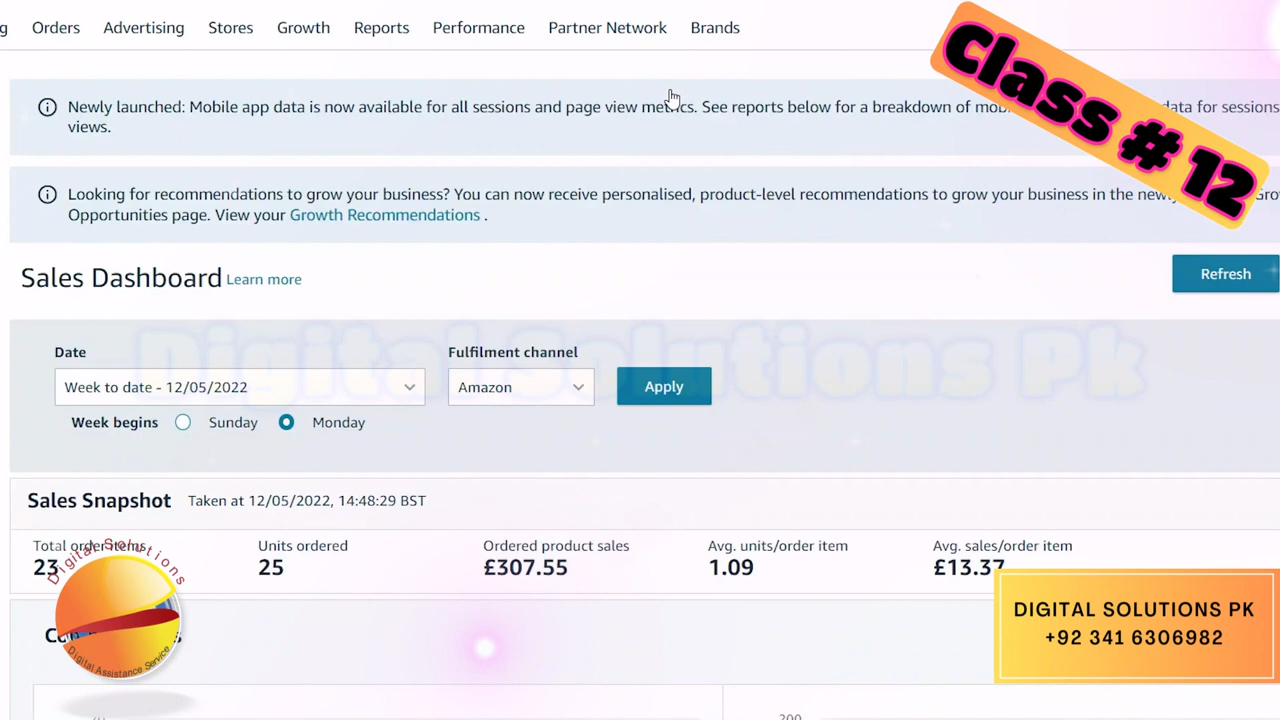 g Orders Advertising Stores Growth Reports Performance Partner Network Brands
Class # 12
Newly launched: Mobile app data is now available for all sessions and page view metrics. See reports below for a breakdown of data for sessions
views.
Looking for recommendations to grow your business? You can now receive personalised, product-level recommendations to grow your business in the
Opportunities page. View your Growth Recommendations .
Sales Dashboard Learn more
Refresh
Digital Solutions Pk
Date Fulfilment channel
Week to date - 12/05/2022 Amazon Apply
Week begins Sunday Monday
Sales Snapshot Taken at 12/05/2022, 14:48:29 BST
Total order items Units ordered Ordered product sales Avg. units/order item Avg. sales/order item
23 25 £307.55 1.09 £13.37
Digital Solutions
Digital Assistance Service
DIGITAL SOLUTIONS PK
+92 341 6306982
200